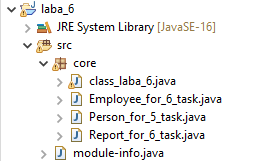 laba_6
JRE System Library [JavaSE-16]
src
core
class_laba_6.java
Employee_for_6_task.java
Person_for_5_task.java
Report_for_6_task.java
module-info.java